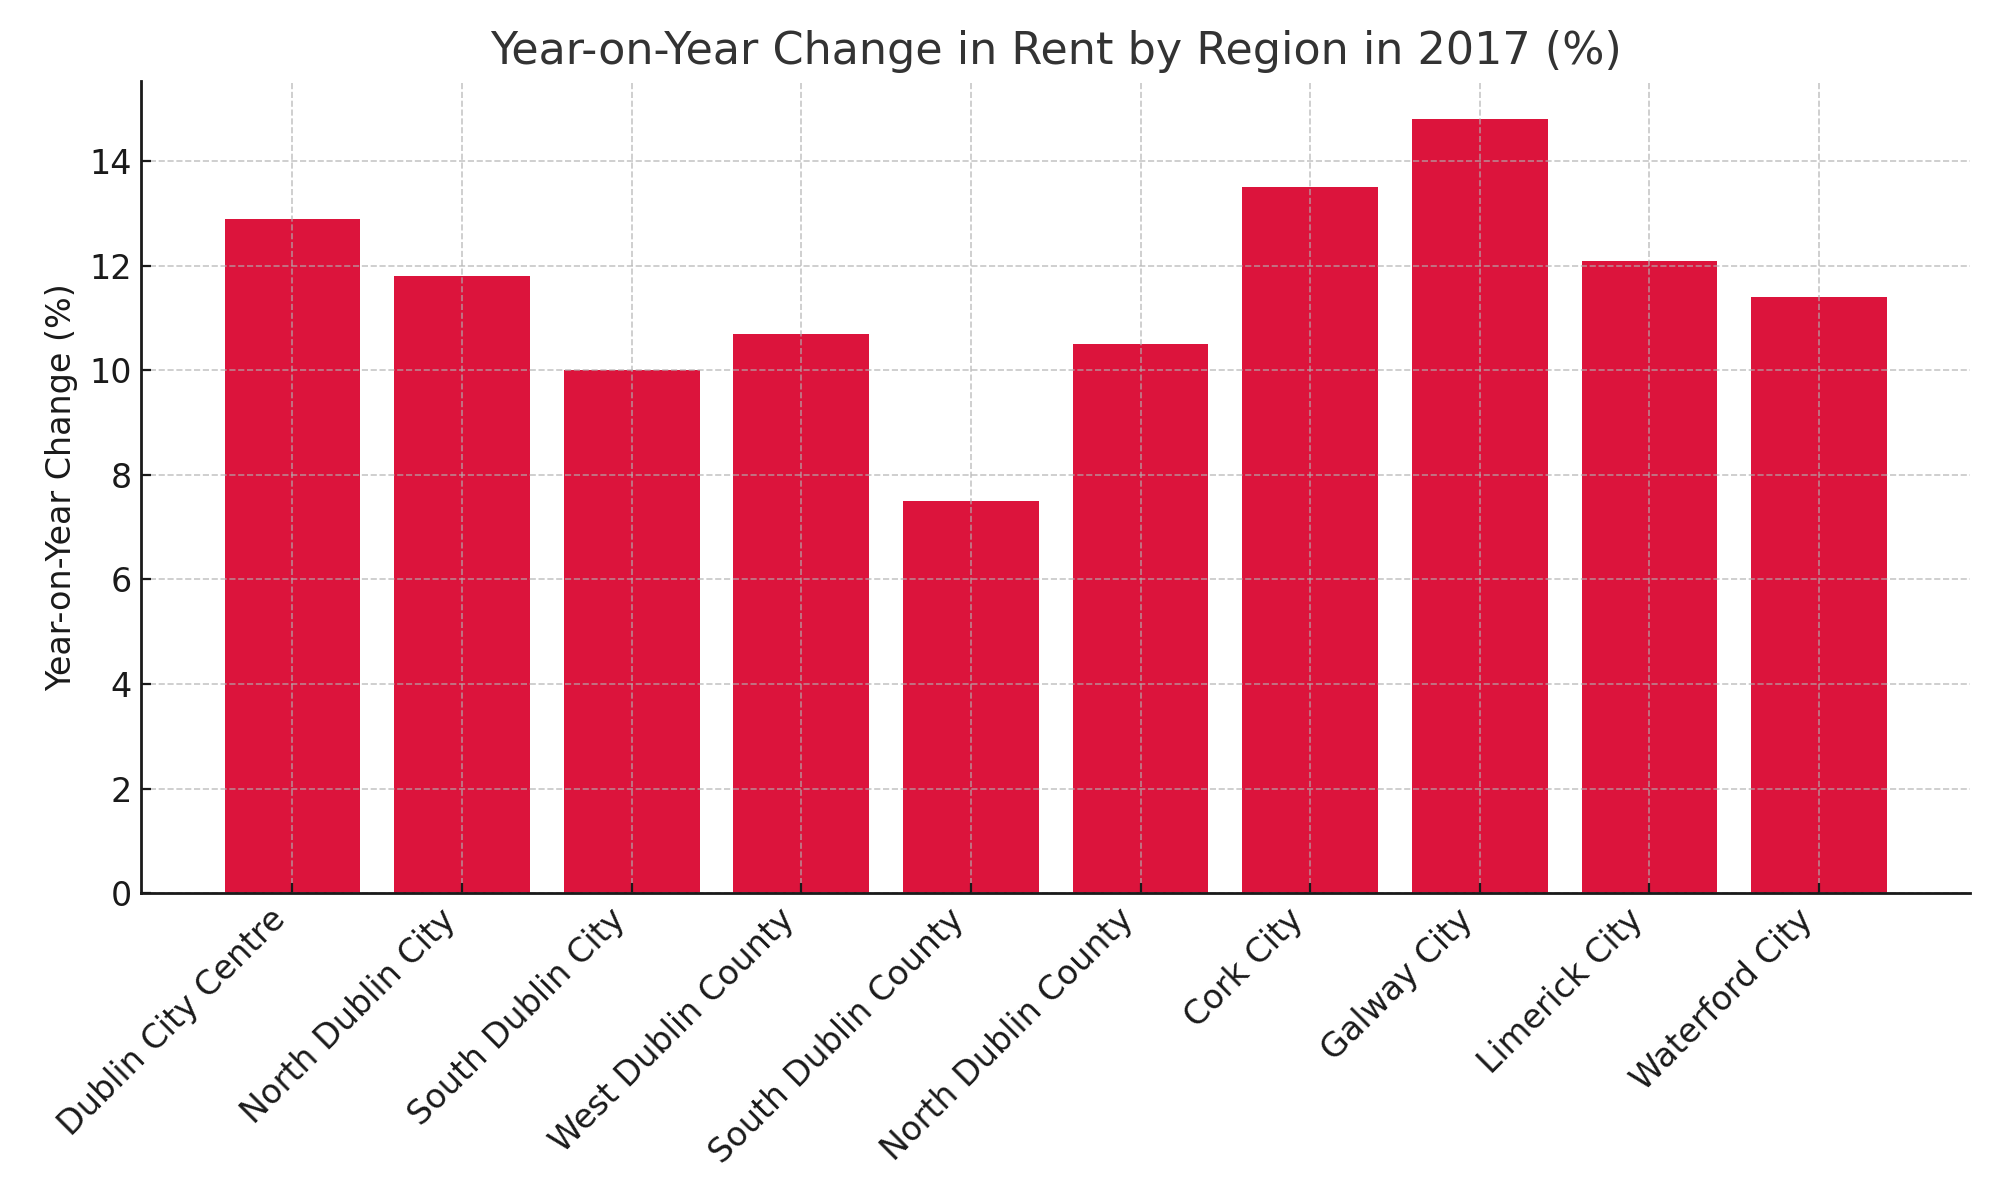 Year-on-Year Change in Rent by Region in 2017 (%)
Year-on-Year Change (%)
14
12
10
8
6
4
2
0
Dublin City Centre
North Dublin City
South Dublin City
West Dublin County
South Dublin County
North Dublin County
Cork City
Galway City
Limerick City
Waterford City